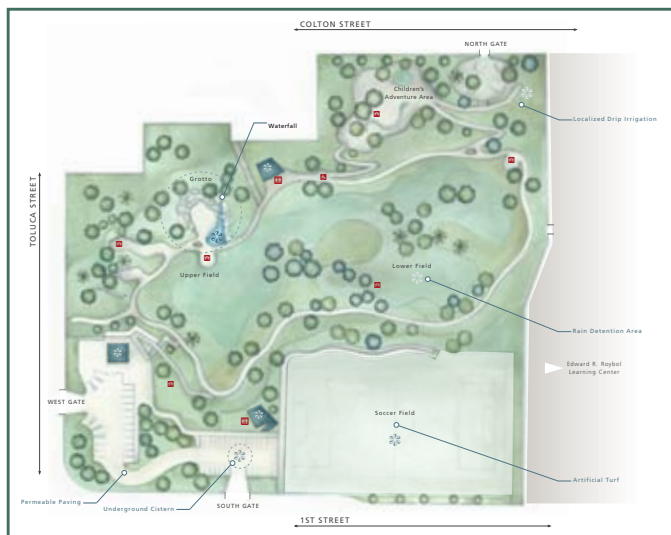 COLTON STREET
NORTH GATE
Children's
Adventure Area
Localized Drip Irrigation
Waterfall
TOLUCA STREET
Grotto
Upper Field
Lower Field
Rain Detention Area
Edward R. Roybol
Learning Center
WEST GATE
Soccer Field
Artificial Turf
Permeable Paving
Underground Cistern
SOUTH GATE
1ST STREET